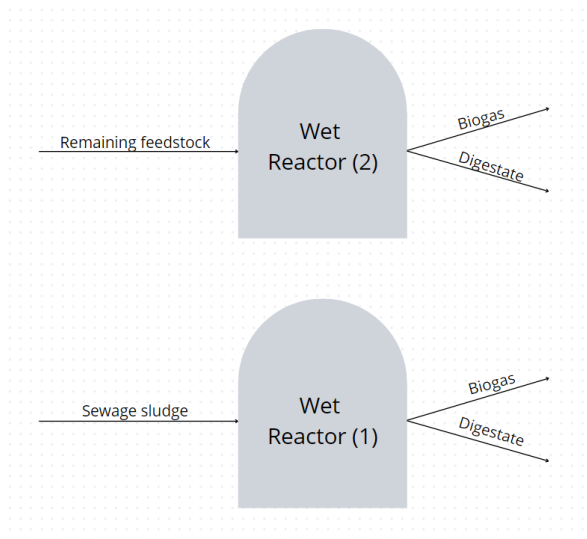 Remaining feedstock
Wet
Reactor (2)
Biogas
Digestate
Sewage sludge
Wet
Reactor (1)
Biogas
Digestate